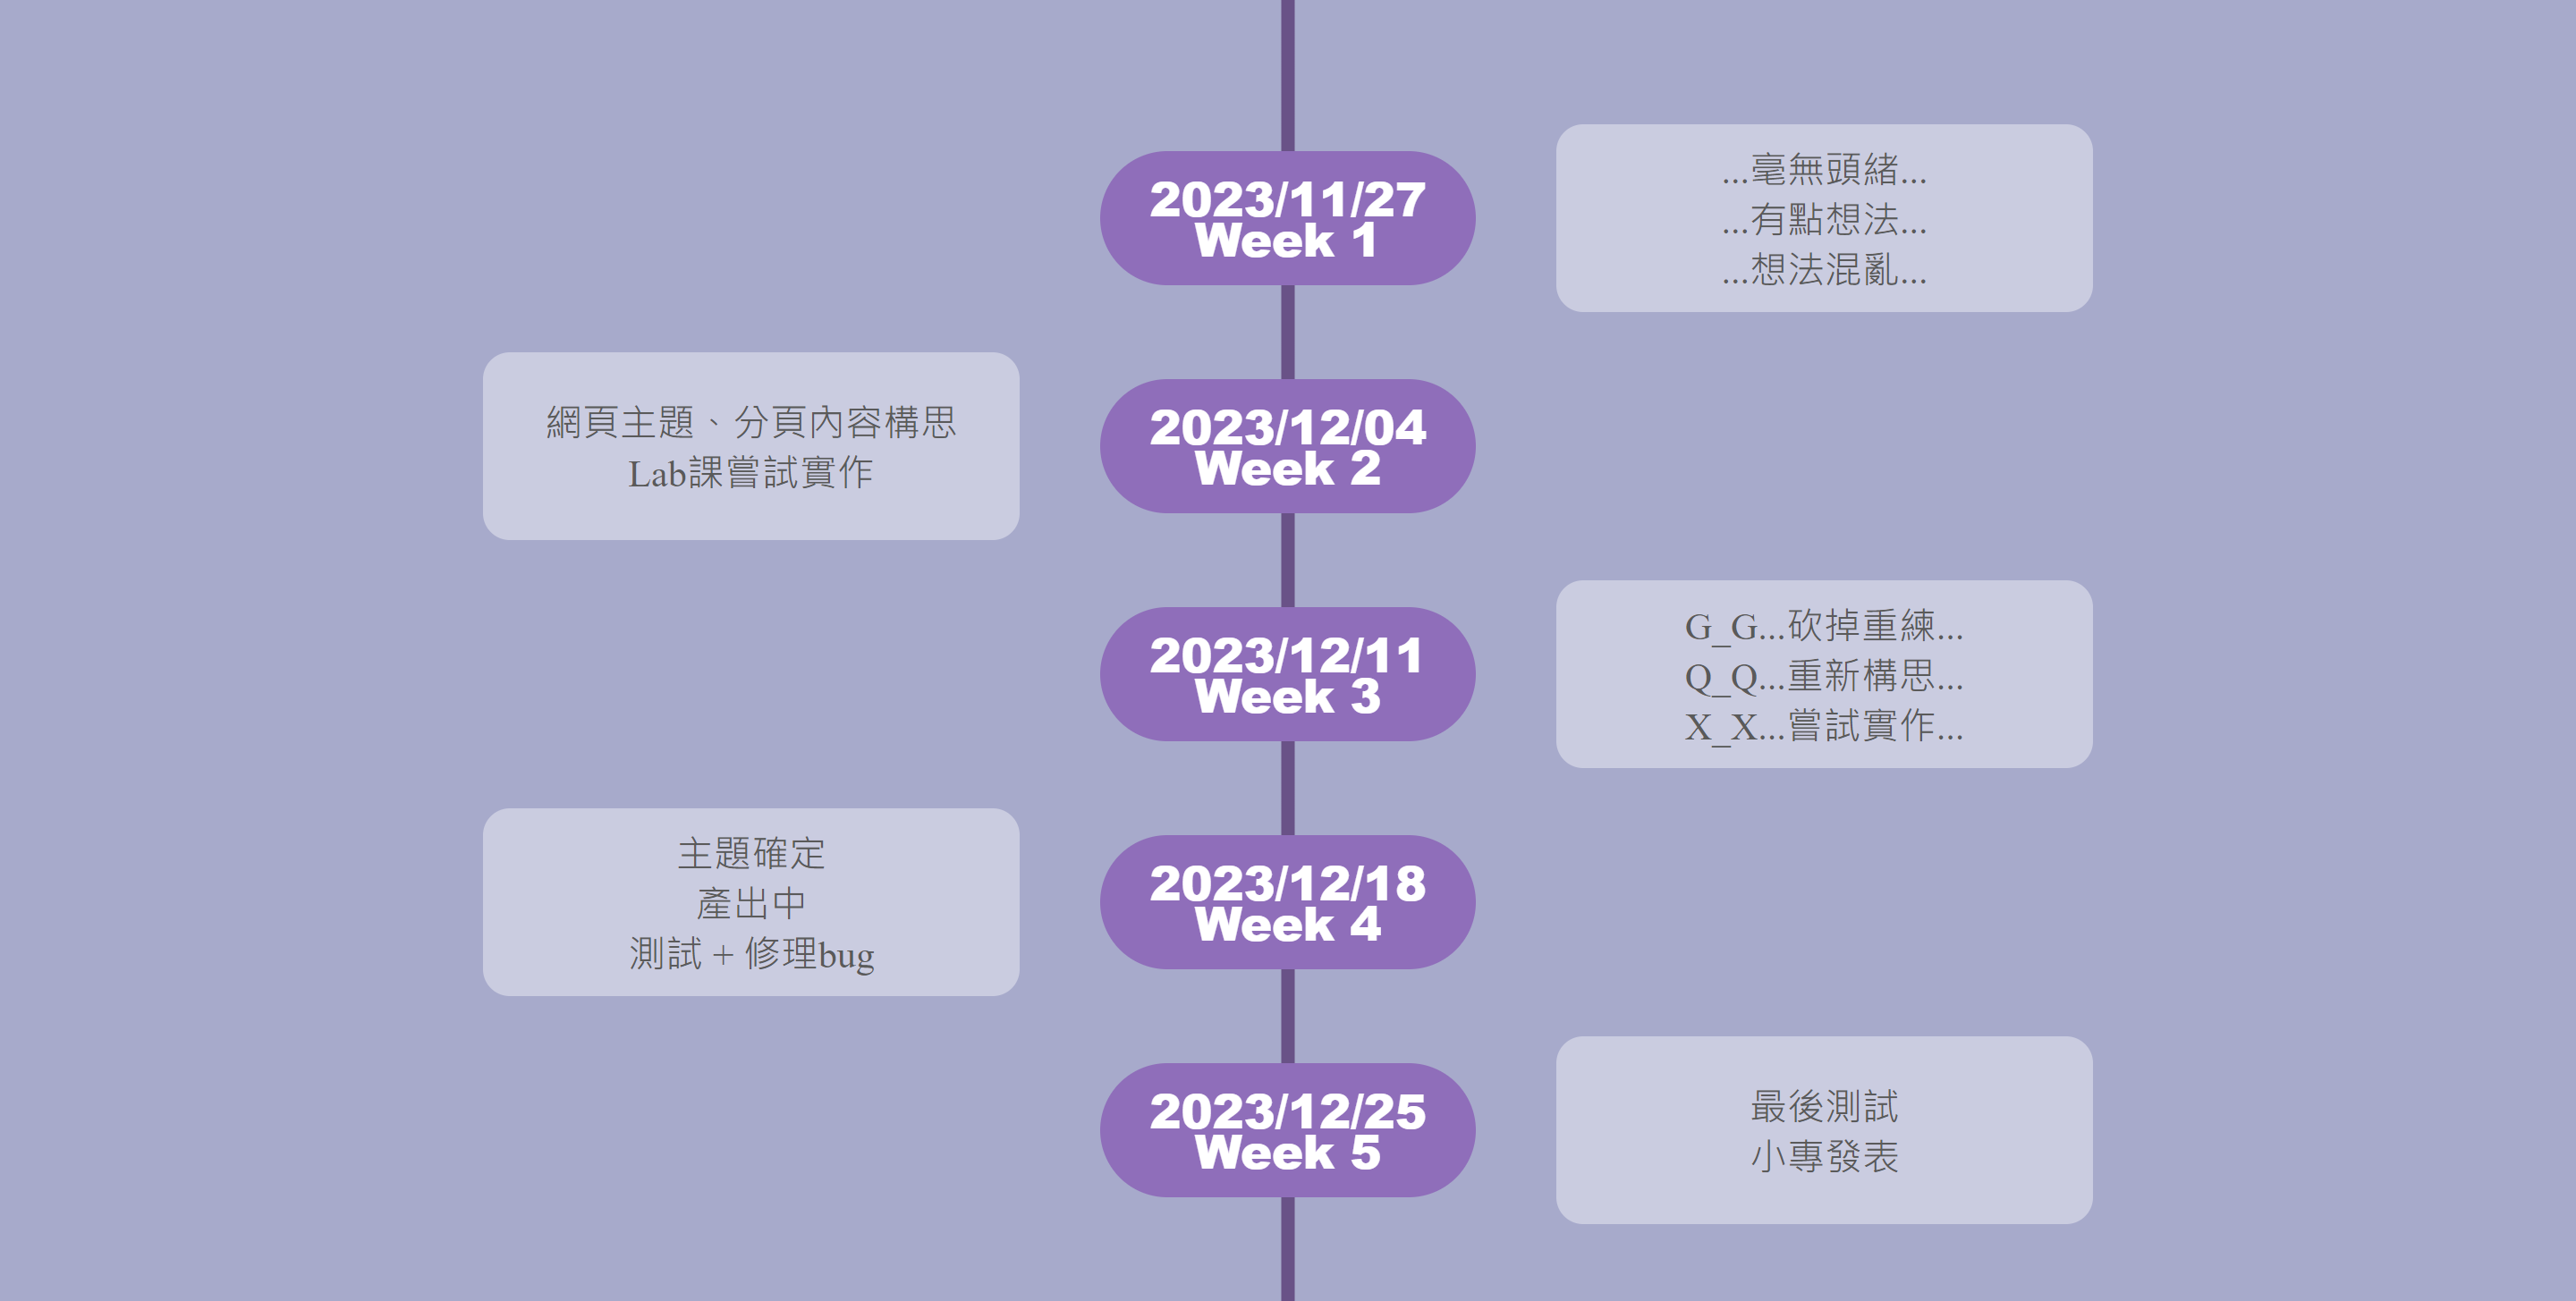 2023/11/27
Week 1
...毫無頭緒...
...有點想法...
...想法混亂...
2023/12/04
Week 2
網頁主題、分頁內容構思
Lab課嘗試實作
2023/12/11
Week 3
G_G...砍掉重練...
Q_Q...重新構思...
X_X...嘗試實作...
2023/12/18
Week 4
主題確定
產出中
測試 + 修理bug
2023/12/25
Week 5
最後測試
小專發表